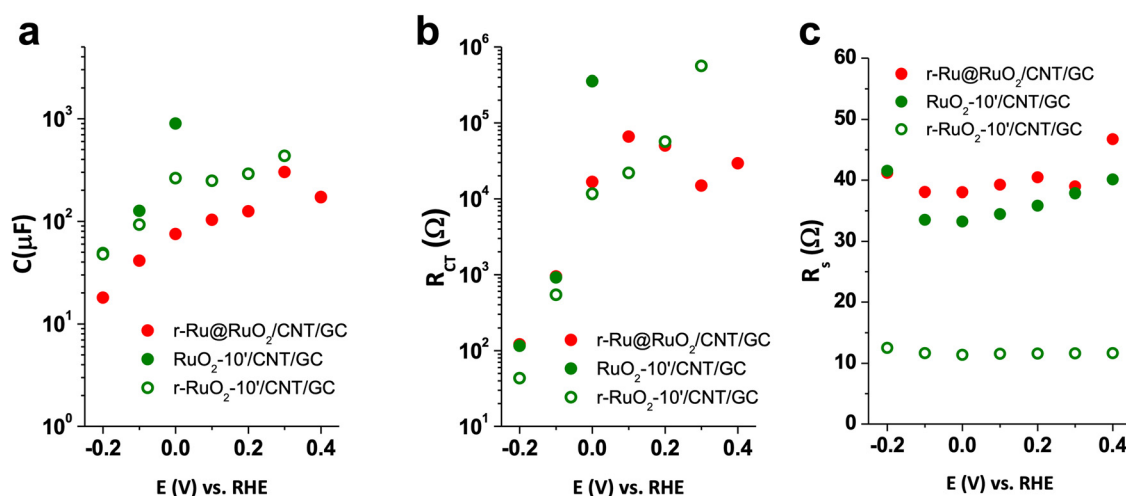 a
C(μF)
10³
10²
10¹
10⁰
r-Ru@RuO₂/CNT/GC
RuO₂-10'/CNT/GC
r-RuO₂-10'/CNT/GC
-0.2 0.0 0.2 0.4
E (V) vs. RHE
b
R_CT (Ω)
10⁶
10⁵
10⁴
10³
10²
10¹
r-Ru@RuO₂/CNT/GC
RuO₂-10'/CNT/GC
r-RuO₂-10'/CNT/GC
-0.2 0.0 0.2 0.4
E (V) vs. RHE
c
R_s (Ω)
60
50
40
30
20
10
0
r-Ru@RuO₂/CNT/GC
RuO₂-10'/CNT/GC
r-RuO₂-10'/CNT/GC
-0.2 0.0 0.2 0.4
E (V) vs. RHE